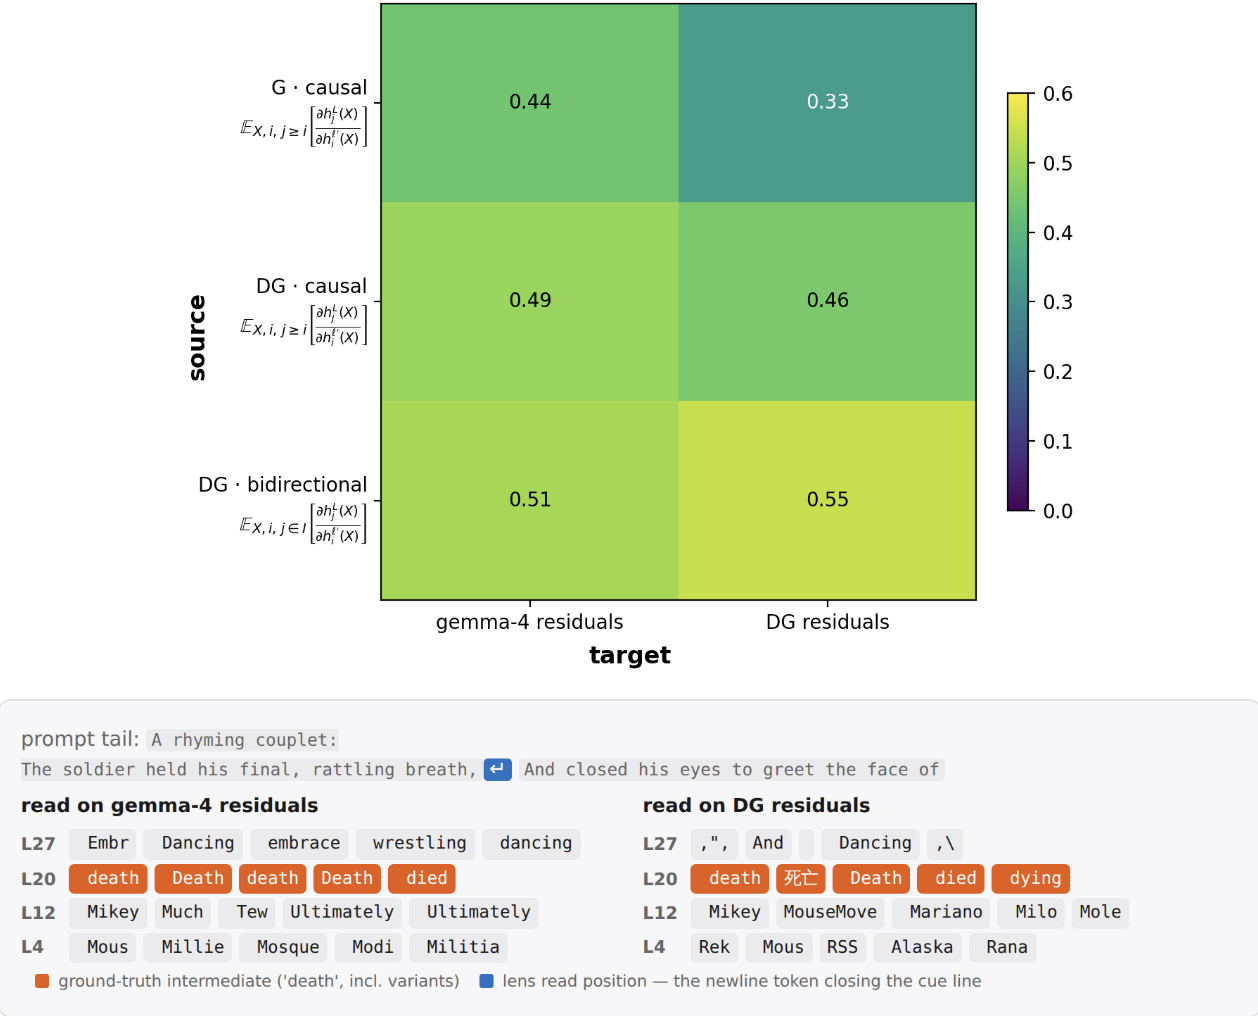 G · causal
𝔼_{X, i, j ≥ i} [∂h_j^L(X) / ∂h_i^{ℓ'}(X)]
0.44
0.33
DG · causal
𝔼_{X, i, j ≥ i} [∂h_j^L(X) / ∂h_i^{ℓ'}(X)]
0.49
0.46
DG · bidirectional
𝔼_{X, i, j ∈ I} [∂h_j^L(X) / ∂h_i^{ℓ'}(X)]
0.51
0.55
source
gemma-4 residuals
DG residuals
target
0.6
0.5
0.4
0.3
0.2
0.1
0.0
prompt tail: A rhyming couplet:
The soldier held his final, rattling breath, ↵ And closed his eyes to greet the face of
read on gemma-4 residuals
L27 Embr Dancing embrace wrestling dancing
L20 death Death death Death died
L12 Mikey Much Tew Ultimately Ultimately
L4 Mous Millie Mosque Modi Militia
read on DG residuals
L27 ,", And Dancing ,\
L20 death 死亡 Death died dying
L12 Mikey MouseMove Mariano Milo Mole
L4 Rek Mous RSS Alaska Rana
ground-truth intermediate ('death', incl. variants)
lens read position — the newline token closing the cue line